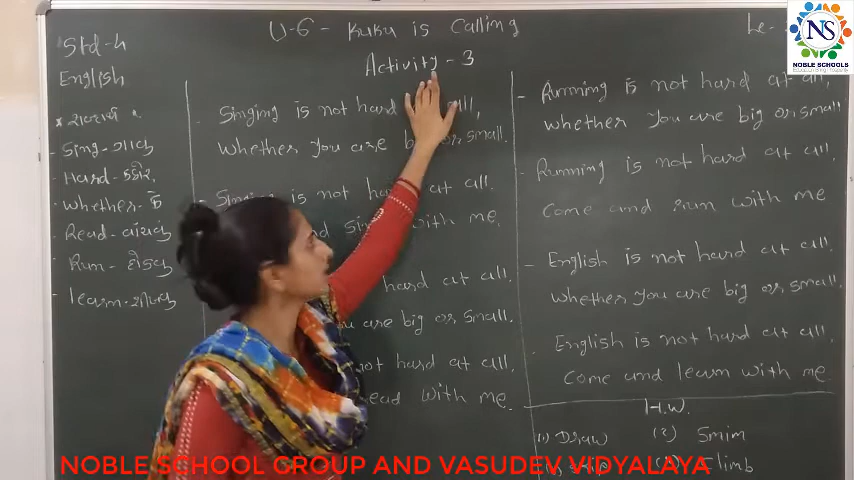 Std-4
English
U-6 - Kuku is Calling
Activity - 3
Le-
NS
NOBLE SCHOOLS
* શબ્દાર્થ
- Sing - ગાવું
- Hard - કઠોર
- Whether - કે
- Read - વાંચવું
- Run - દોડવું
- learn - શીખવું
- Singing is not hard all,
whether you are big or small.
- Singing is not hard at all.
and sing with me.
hard at all.
you are big or small.
not hard at all.
Read with me.
- Running is not hard at all,
whether you are big or small
- Running is not hard at all.
Come and run with me
- English is not hard at all.
whether you are big or small.
- English is not hard at all.
Come and learn with me
H.W.
(1) Draw (2) Smim
Climb
NOBLE SCHOOL GROUP AND VASUDEV VIDYALAYA